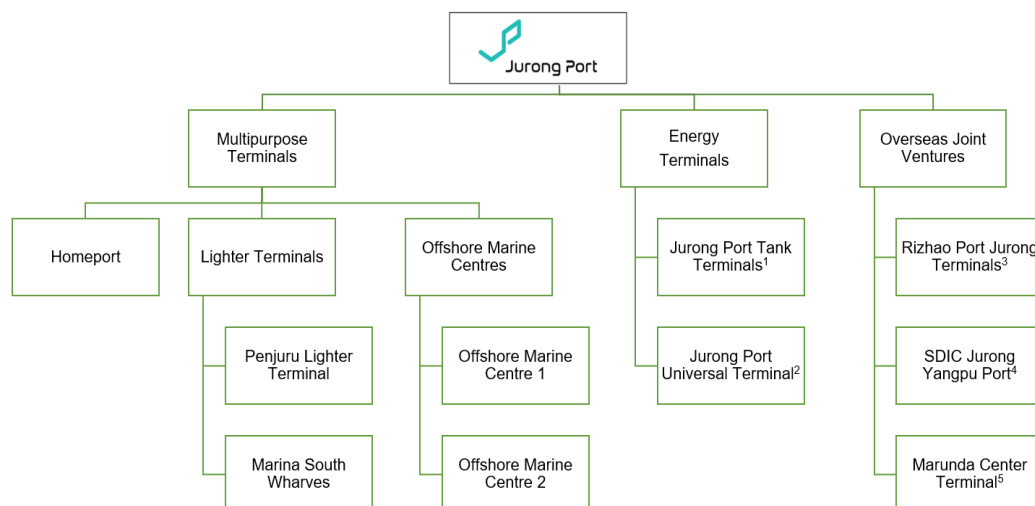 Jurong Port
Multipurpose
Terminals
Energy
Terminals
Overseas Joint
Ventures
Homeport
Lighter Terminals
Offshore Marine
Centres
Jurong Port Tank
Terminals¹
Rizhao Port Jurong
Terminals³
Penjuru Lighter
Terminal
Offshore Marine
Centre 1
Jurong Port
Universal Terminal²
SDIC Jurong
Yangpu Port⁴
Marina South
Wharves
Offshore Marine
Centre 2
Marunda Center
Terminal⁵